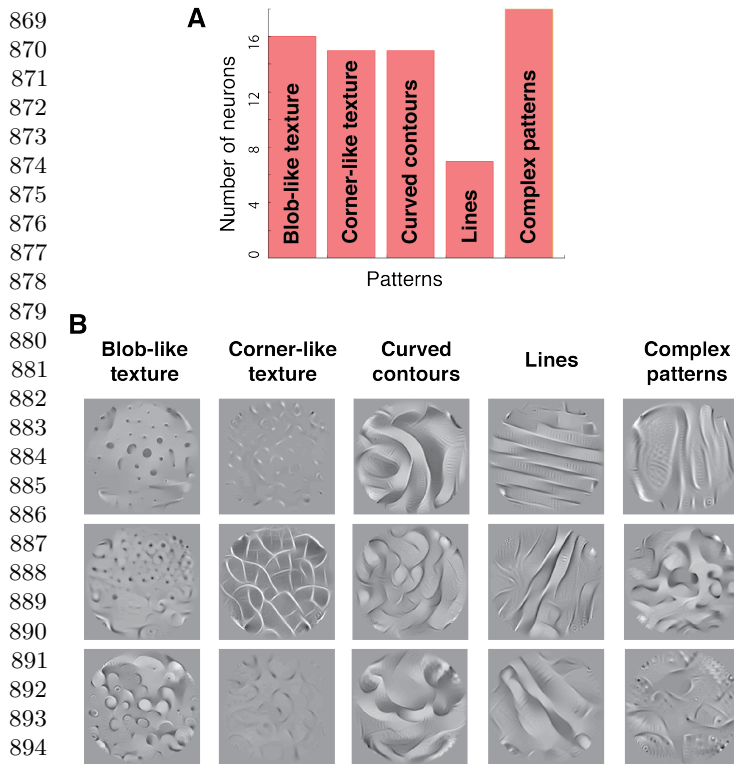 869
870
871
872
873
874
875
876
877
878
879
880
881
882
883
884
885
886
887
888
889
890
891
892
893
894
A
Number of neurons
16
12
8
4
0
Blob-like texture
Corner-like texture
Curved contours
Lines
Complex patterns
Patterns
B
Blob-like
texture
Corner-like
texture
Curved
contours
Lines
Complex
patterns